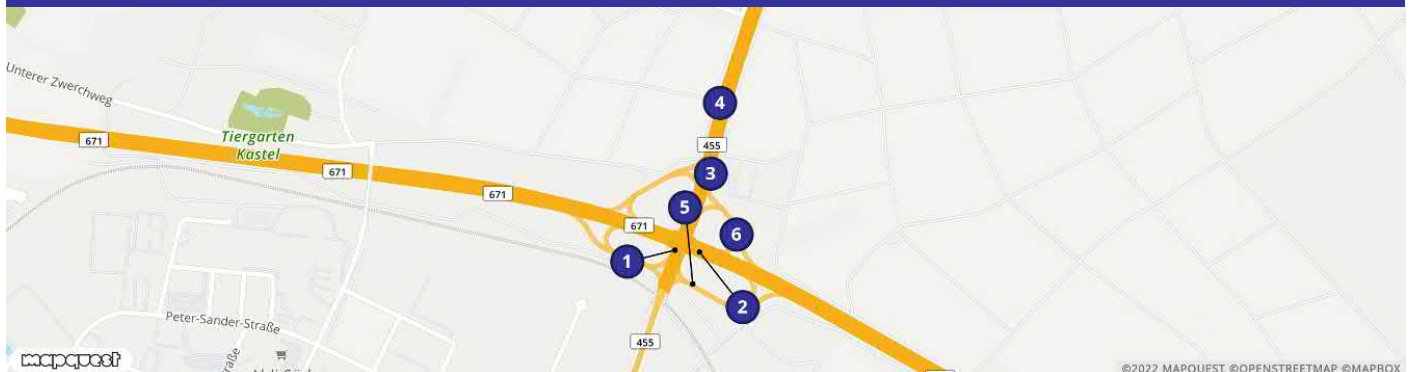 Unterer Zwerchweg
4
671
Tiergarten
Kastel
455
671
3
671
5
671
6
1
2
Peter-Sander-Straße
455
mapquest
©2022 MAPQUEST ©OPENSTREETMAP ©MAPBOX